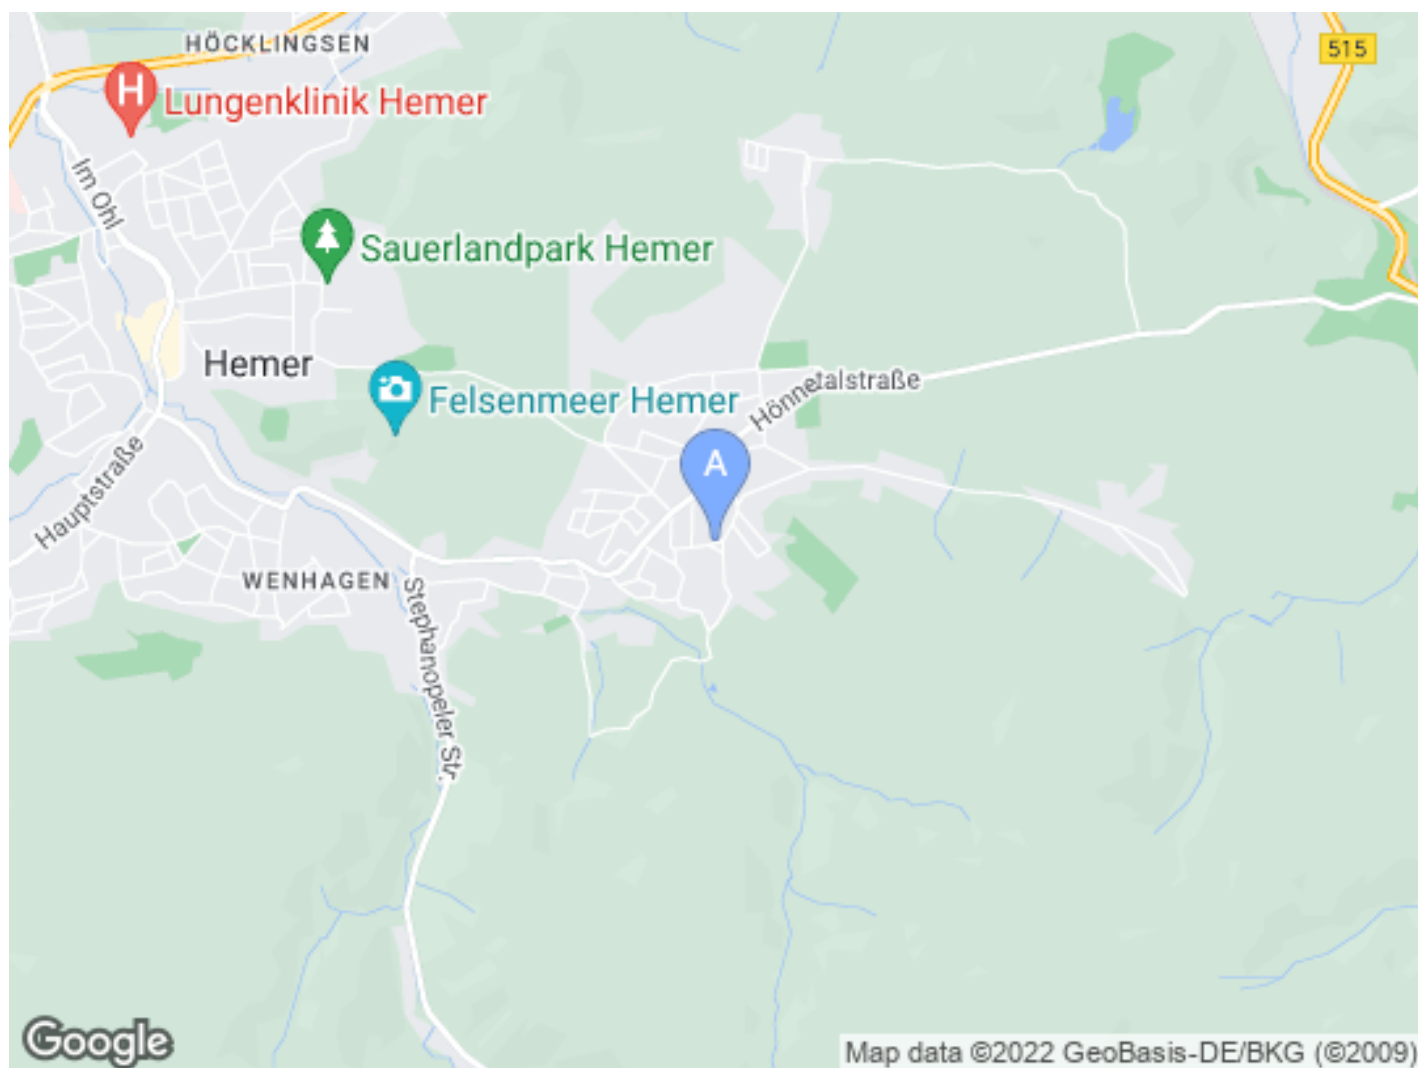 HÖCKLINGSEN
515
H
Lungenklinik Hemer
Im Ohl
Sauerlandpark Hemer
Hemer
Felsenmeer Hemer
Hönnetalstraße
A
Hauptstraße
WENHAGEN
Stephanopeler Str.
Google
Map data ©2022 GeoBasis-DE/BKG (©2009)